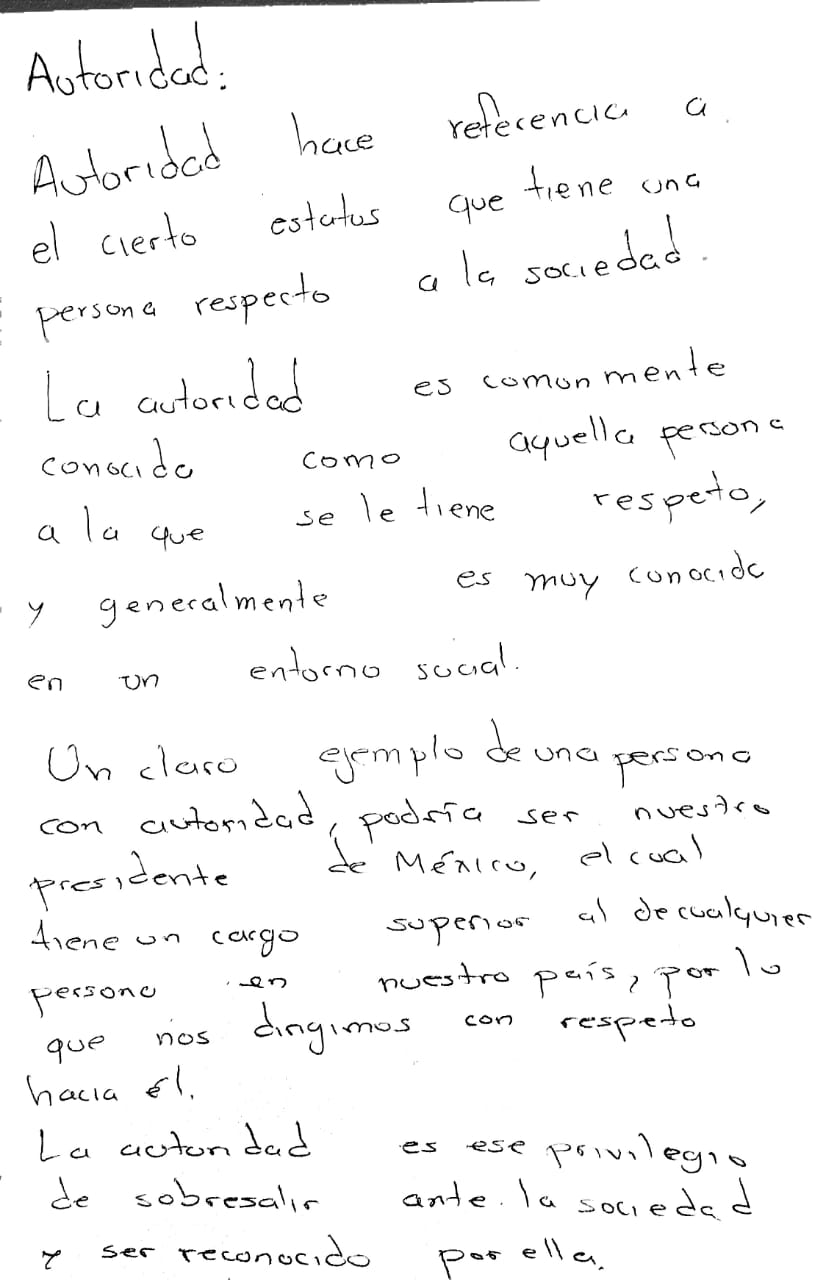 Autoridad:
Autoridad hace referencia a
el cierto estatus que tiene una
persona respecto a la sociedad.
La autoridad es comunmente
conocida como aquella persona
a la que se le tiene respeto,
y generalmente es muy conocida
en un entorno social.
Un claro ejemplo de una persona
con autoridad, podría ser nuestro
presidente de México, el cual
tiene un cargo superior al de cualquier
persona en nuestro país, por lo
que nos dirigimos con respeto
hacia él.
La autoridad es ese privilegio
de sobresalir ante la sociedad
y ser reconocido por ella.